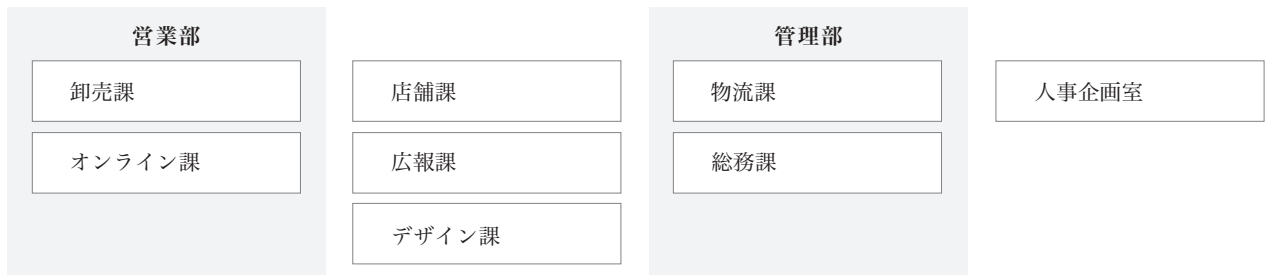 営業部
卸売課
オンライン課
店舗課
広報課
デザイン課
管理部
物流課
総務課
人事企画室